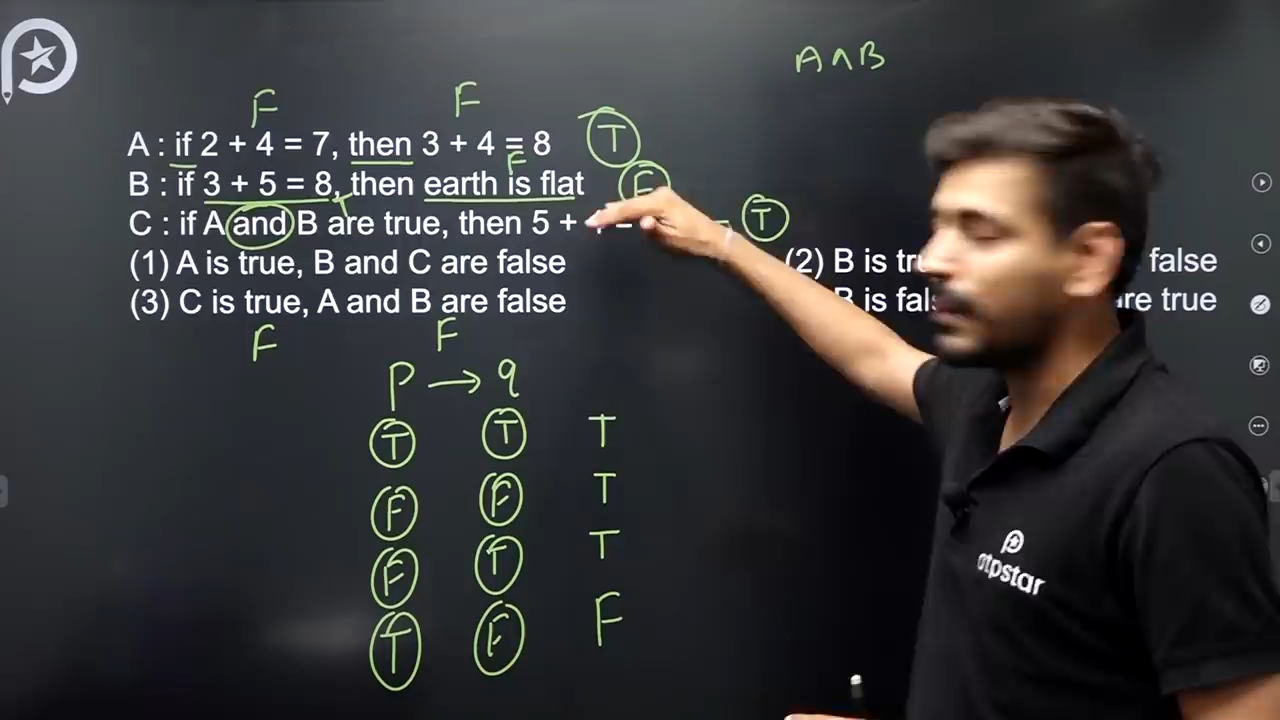 A ∧ B
F F
A : if 2 + 4 = 7, then 3 + 4 = 8 T
F
B : if 3 + 5 = 8, then earth is flat F
T
C : if A and B are true, then 5 + T
(1) A is true, B and C are false (2) B is false
(3) C is true, A and B are false B is are true
F F
p → q
T T T
F F T
F T T
T F F
atpstar